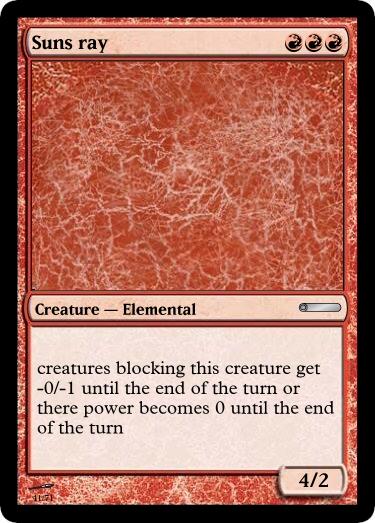 Suns ray
Creature — Elemental
creatures blocking this creature get
-0/-1 until the end of the turn or
there power becomes 0 until the end
of the turn
4/2